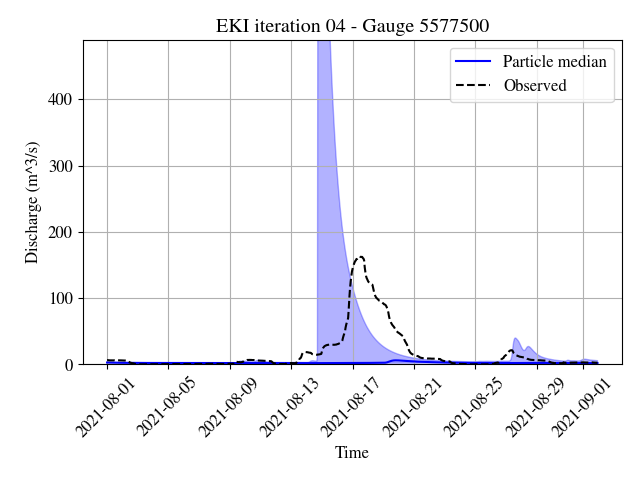 EKI iteration 04 - Gauge 5577500
Particle median
Observed
Discharge (m^3/s)
400
300
200
100
0
2021-08-01
2021-08-05
2021-08-09
2021-08-13
2021-08-17
2021-08-21
2021-08-25
2021-08-29
2021-09-01
Time